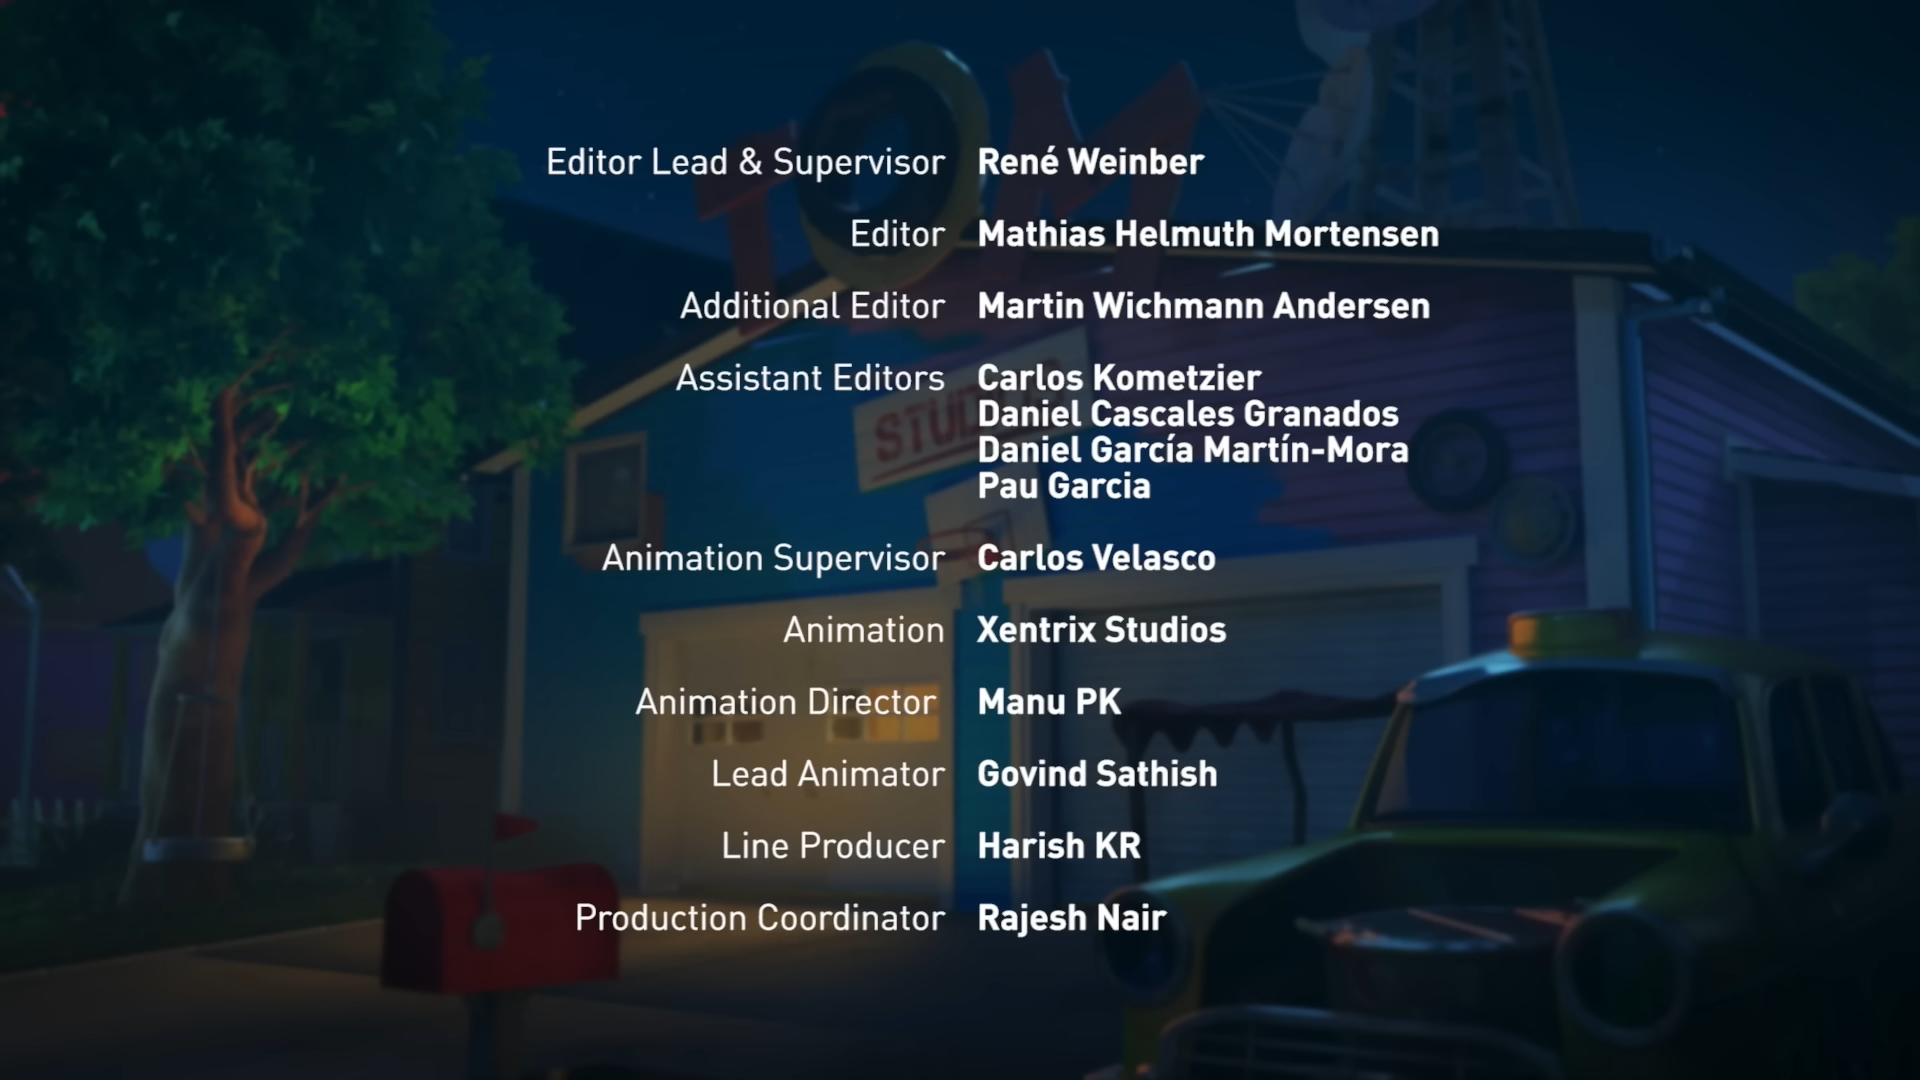 TOM
STUDIOS
Editor Lead & Supervisor René Weinber
Editor Mathias Helmuth Mortensen
Additional Editor Martin Wichmann Andersen
Assistant Editors Carlos Kometzier
Daniel Cascales Granados
Daniel García Martín-Mora
Pau Garcia
Animation Supervisor Carlos Velasco
Animation Xentrix Studios
Animation Director Manu PK
Lead Animator Govind Sathish
Line Producer Harish KR
Production Coordinator Rajesh Nair